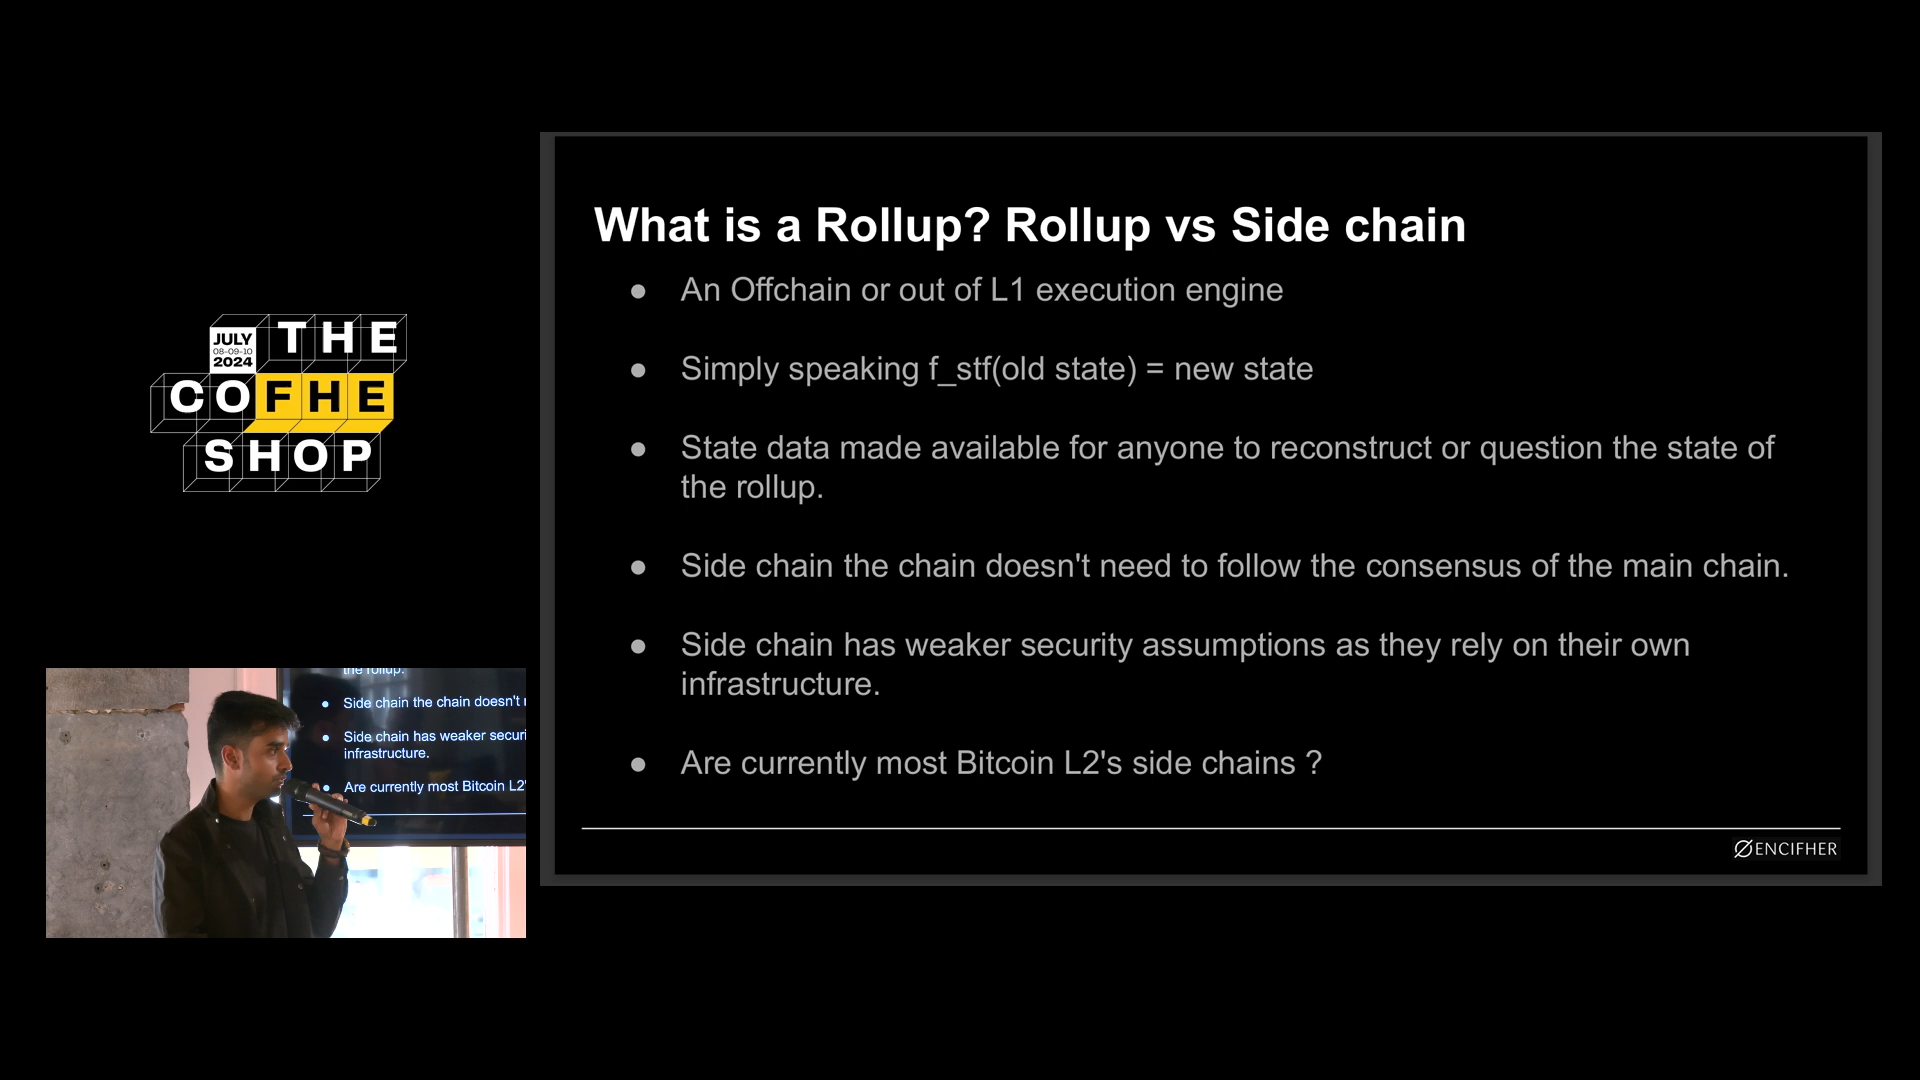 JULY
08-09-10
2024
THE
COFHE
SHOP
What is a Rollup? Rollup vs Side chain
● An Offchain or out of L1 execution engine
● Simply speaking f_stf(old state) = new state
● State data made available for anyone to reconstruct or question the state of
the rollup.
● Side chain the chain doesn't need to follow the consensus of the main chain.
● Side chain has weaker security assumptions as they rely on their own
infrastructure.
● Are currently most Bitcoin L2's side chains ?
ENCIFHER
the rollup.
● Side chain the chain doesn't
● Side chain has weaker securi
infrastructure.
● Are currently most Bitcoin L2'